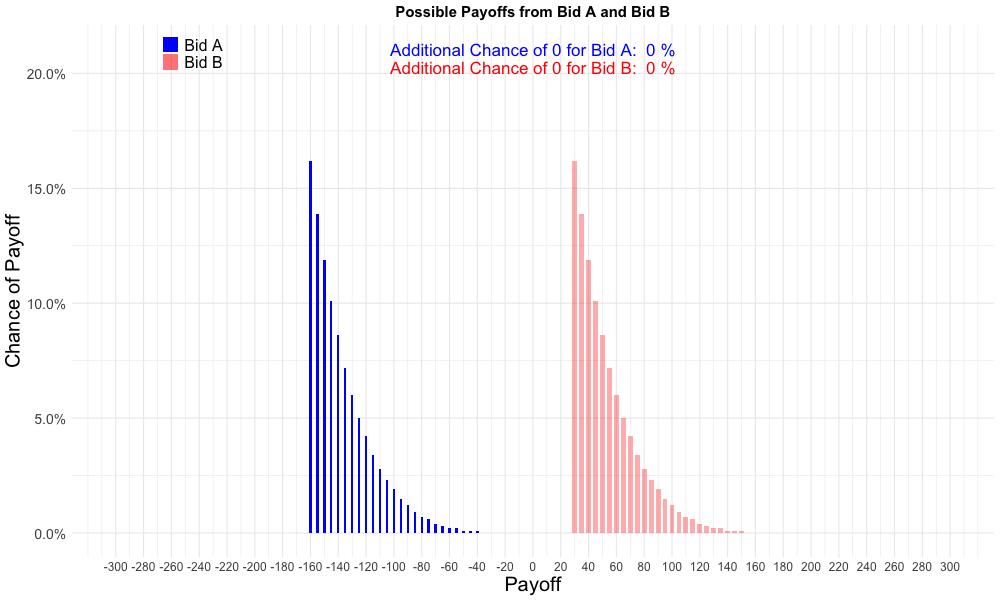 Possible Payoffs from Bid A and Bid B
Bid A
Bid B
Additional Chance of 0 for Bid A:  0 %
Additional Chance of 0 for Bid B:  0 %
Chance of Payoff
20.0%
15.0%
10.0%
5.0%
0.0%
-300 -280 -260 -240 -220 -200 -180 -160 -140 -120 -100 -80 -60 -40 -20 0 20 40 60 80 100 120 140 160 180 200 220 240 260 280 300
Payoff